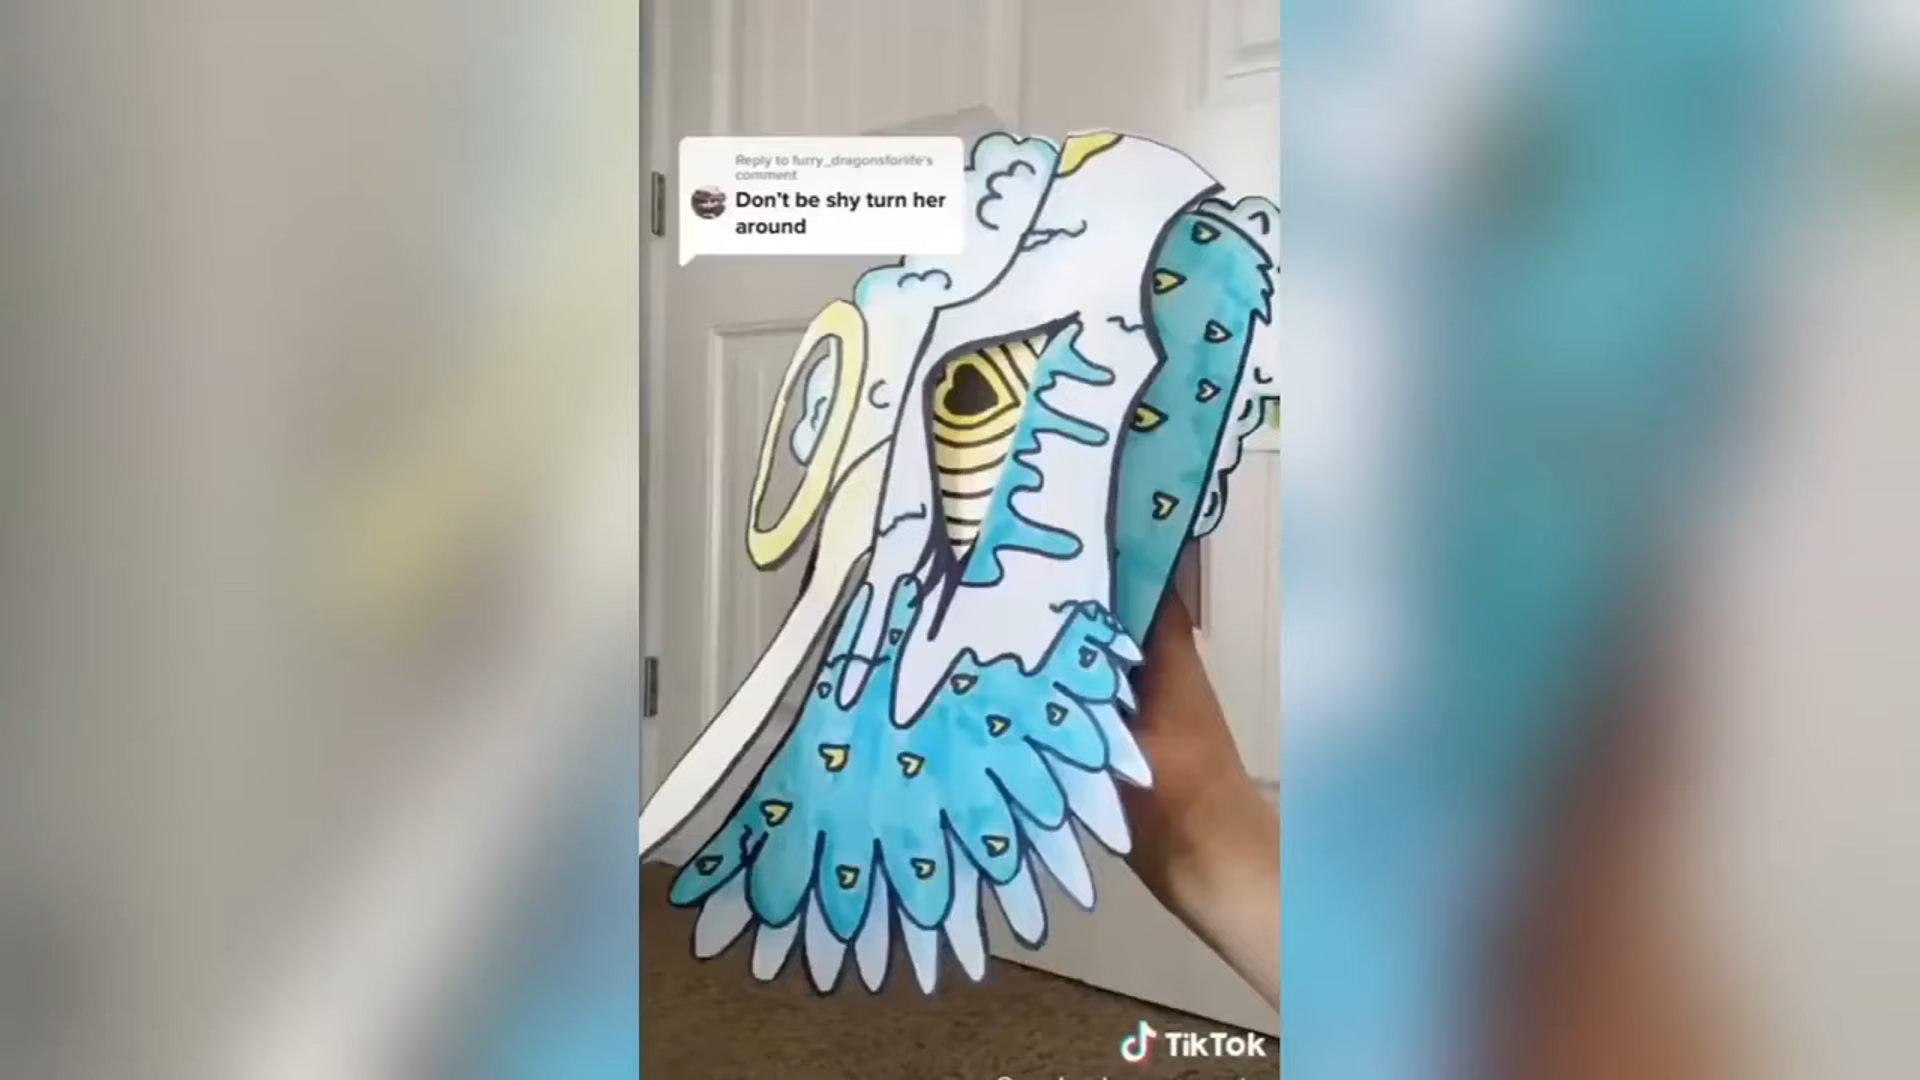 Reply to furry_dragonsforlife's
comment
Don't be shy turn her
around
TikTok